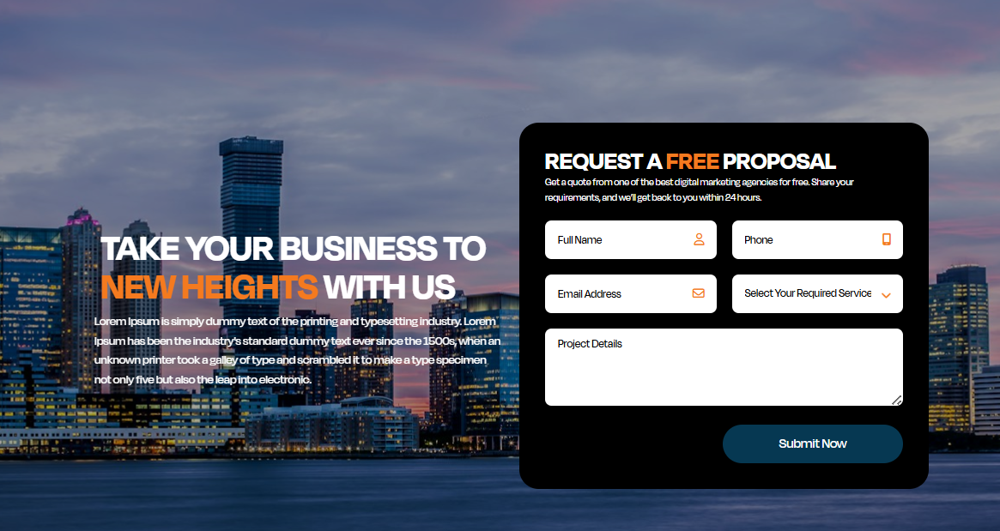 TAKE YOUR BUSINESS TO
NEW HEIGHTS WITH US
Lorem Ipsum is simply dummy text of the printing and typesetting industry. Lorem
Ipsum has been the industry's standard dummy text ever since the 1500s, when an
unknown printer took a galley of type and scrambled it to make a type specimen
not only five but also the leap into electronic.
REQUEST A FREE PROPOSAL
Get a quote from one of the best digital marketing agencies for free. Share your
requirements, and we'll get back to you within 24 hours.
Full Name
Phone
Email Address
Select Your Required Service
Project Details
Submit Now